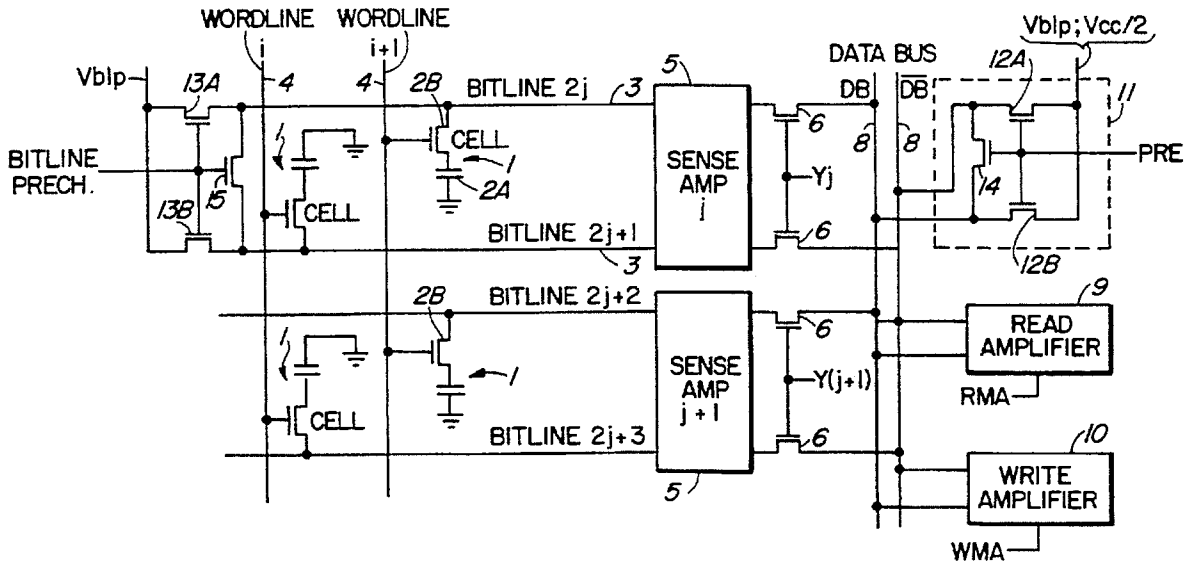 WORDLINE WORDLINE
i i+1
Vblp; Vcc/2
Vblp
4 4
13A
2B
BITLINE 2j
3
5
DATA BUS
DB D̅B̅
12A
11
1
CELL
1
2A
6
8 8
BITLINE
PRECH.
15
SENSE
AMP
j
Yj
14
PRE
13B
CELL
BITLINE 2j+1
3
6
12B
2B
BITLINE 2j+2
6
9
READ
AMPLIFIER
1
1
SENSE
AMP
j+1
Y(j+1)
RMA
CELL
BITLINE 2j+3
5
6
10
WRITE
AMPLIFIER
WMA